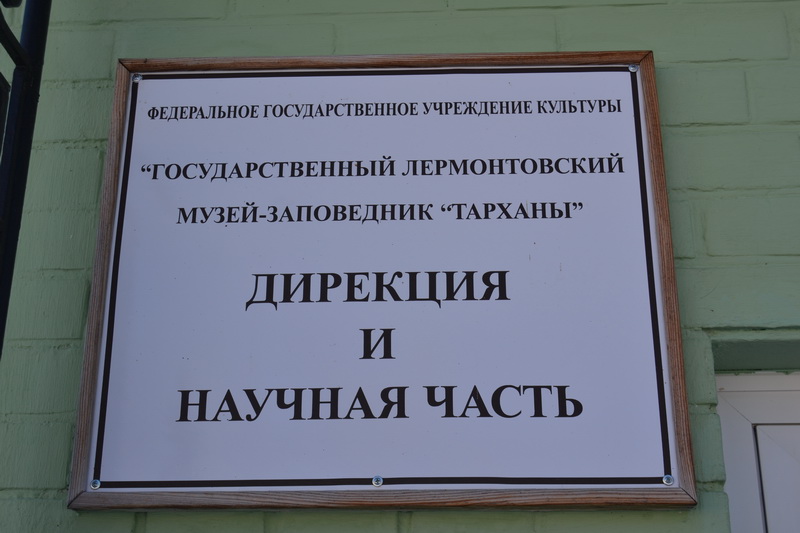 ФЕДЕРАЛЬНОЕ ГОСУДАРСТВЕННОЕ УЧРЕЖДЕНИЕ КУЛЬТУРЫ
“ГОСУДАРСТВЕННЫЙ ЛЕРМОНТОВСКИЙ
МУЗЕЙ-ЗАПОВЕДНИК “ТАРХАНЫ”
ДИРЕКЦИЯ
И
НАУЧНАЯ ЧАСТЬ